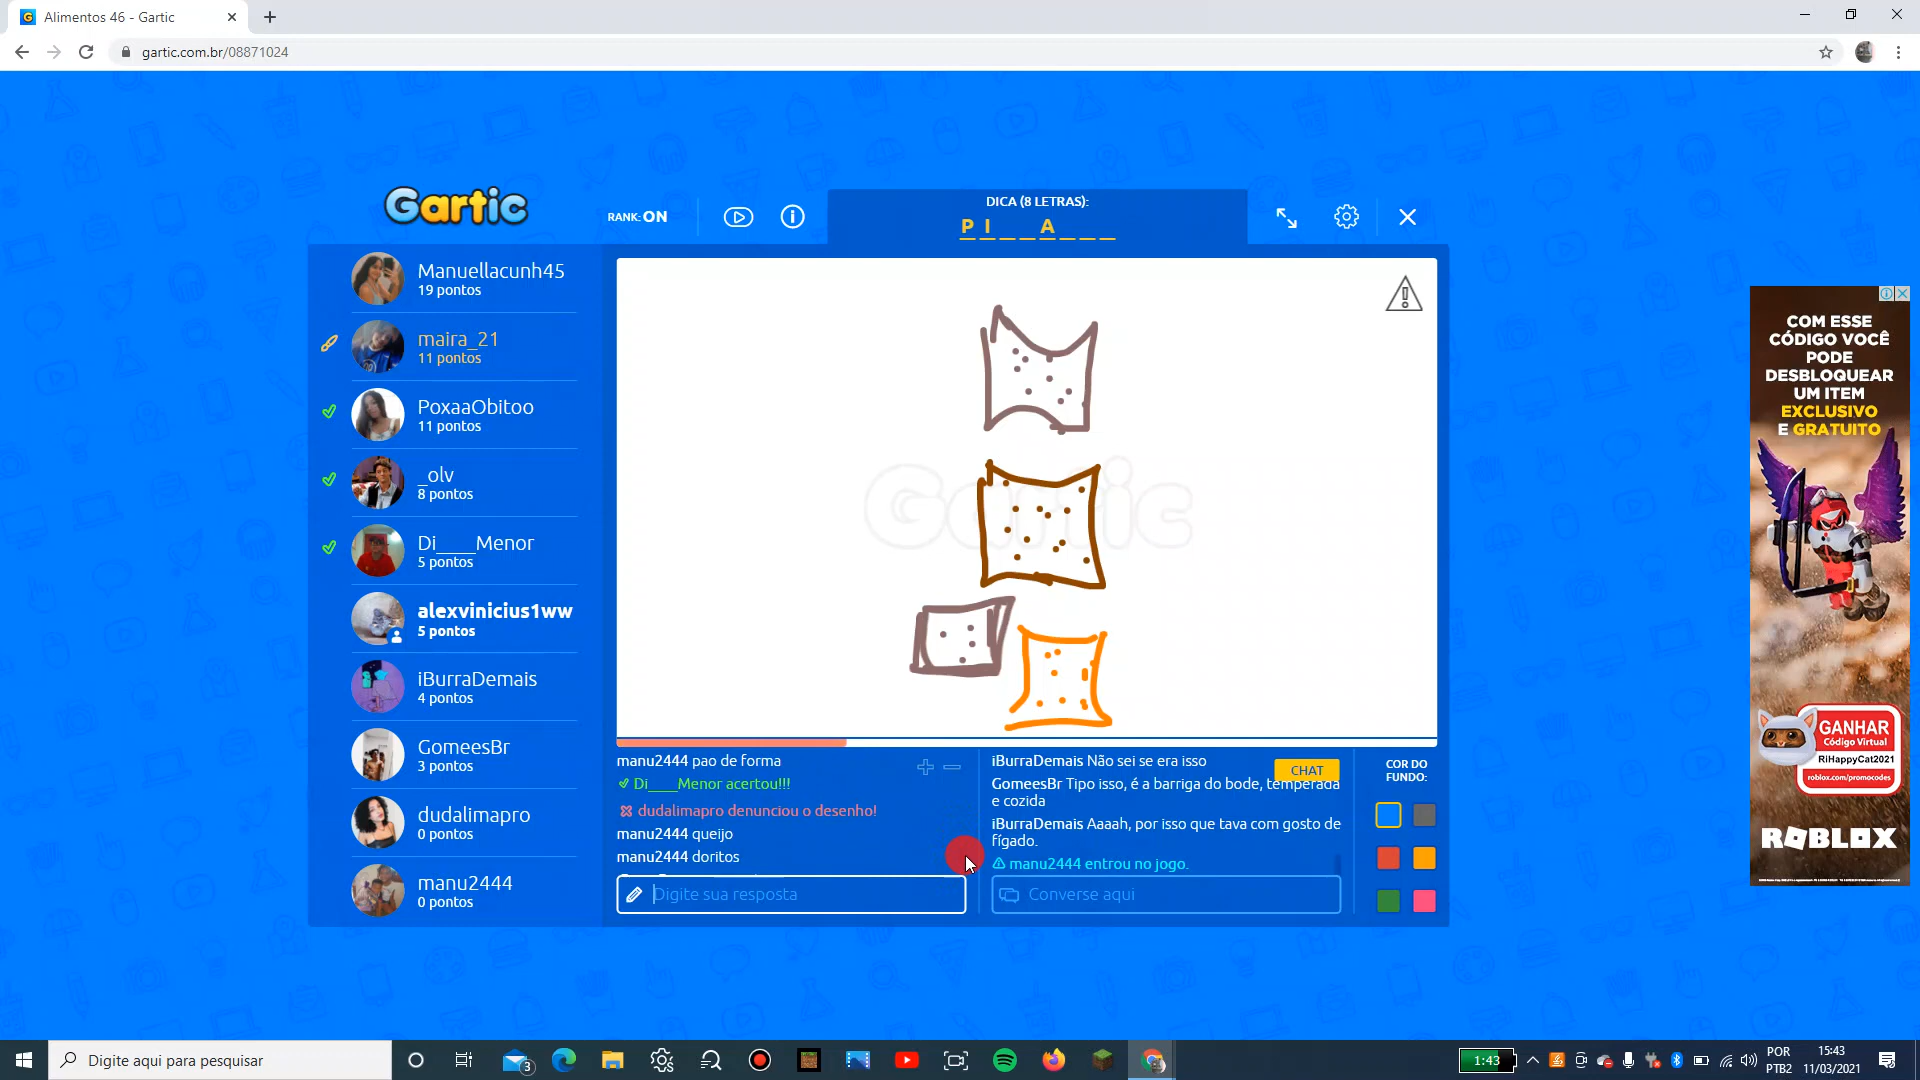 Alimentos 46 - Gartic
gartic.com.br/08871024
Gartic
RANK: ON
DICA (8 LETRAS):
P I _ _ A _ _ _
Manuellacunh45
19 pontos
maira_21
11 pontos
PoxaaObitoo
11 pontos
_olv
8 pontos
Di____Menor
5 pontos
alexvinicius1ww
5 pontos
iBurraDemais
4 pontos
GomeesBr
3 pontos
dudalimapro
0 pontos
manu2444
0 pontos
Gartic
manu2444 pao de forma
Di____Menor acertou!!!
dudalimapro denunciou o desenho!
manu2444 queijo
manu2444 doritos
Digite sua resposta
iBurraDemais Não sei se era isso
CHAT
GomeesBr Tipo isso, é a barriga do bode, temperada
e cozida
iBurraDemais Aaaah, por isso que tava com gosto de
fígado.
manu2444 entrou no jogo.
Converse aqui
COR DO
FUNDO:
COM ESSE
CÓDIGO VOCÊ
PODE
DESBLOQUEAR
UM ITEM
EXCLUSIVO
E GRATUITO
GANHAR
Código Virtual
RiHappyCat2021
roblox.com/promocodes
ROBLOX
Digite aqui para pesquisar
3
1:43
POR
PTB2
15:43
11/03/2021